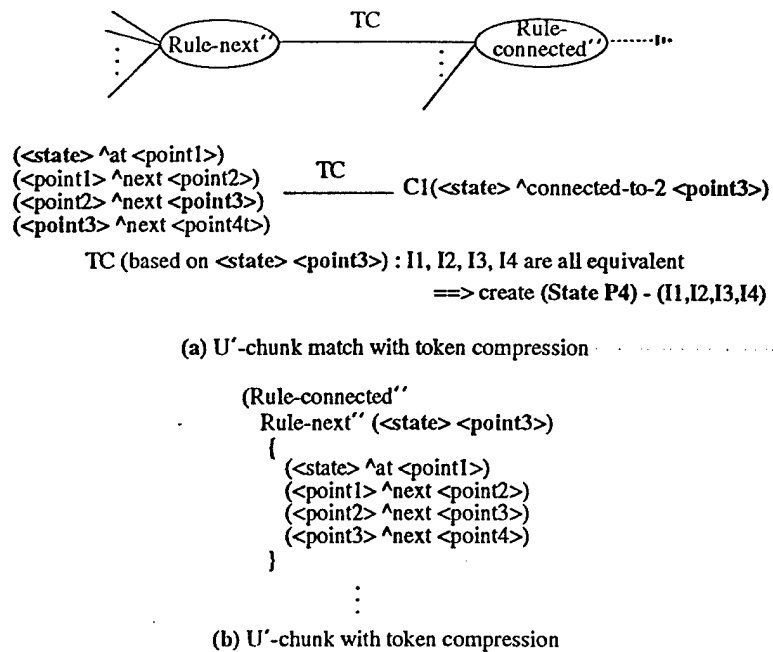 TC
Rule-next′′
Rule-
connected′′
(<state> ^at <point1>)
(<point1> ^next <point2>)
(<point2> ^next <point3>)
(<point3> ^next <point4t>)
TC
C1(<state> ^connected-to-2 <point3>)
TC (based on <state> <point3>) : I1, I2, I3, I4 are all equivalent
==> create (State P4) - (I1,I2,I3,I4)
(a) U′-chunk match with token compression
(Rule-connected′′
Rule-next′′ (<state> <point3>)
{
(<state> ^at <point1>)
(<point1> ^next <point2>)
(<point2> ^next <point3>)
(<point3> ^next <point4>)
}
(b) U′-chunk with token compression